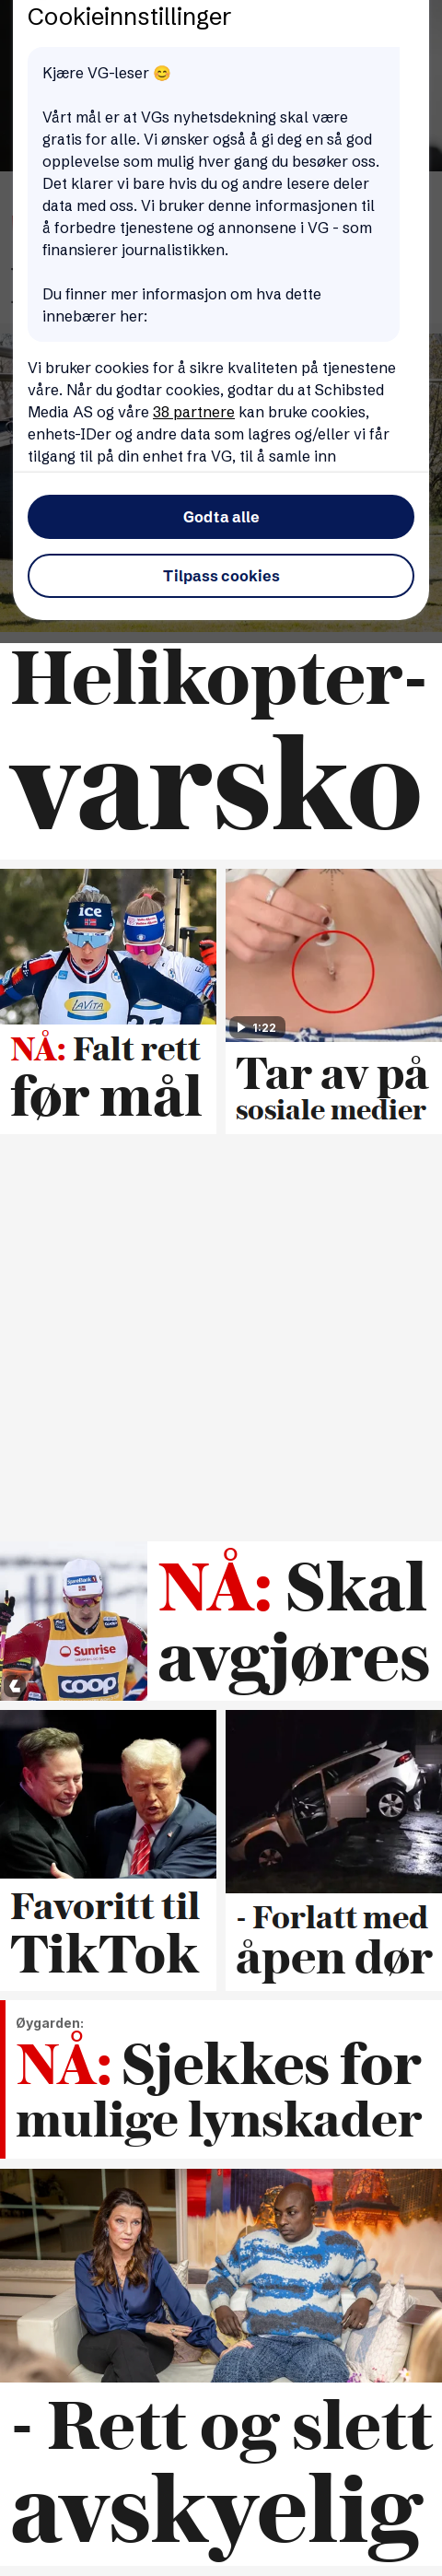 Cookieinnstillinger
Kjære VG-leser 😊
Vårt mål er at VGs nyhetsdekning skal være
gratis for alle. Vi ønsker også å gi deg en så god
opplevelse som mulig hver gang du besøker oss.
Det klarer vi bare hvis du og andre lesere deler
data med oss. Vi bruker denne informasjonen til
å forbedre tjenestene og annonsene i VG - som
finansierer journalistikken.
Du finner mer informasjon om hva dette
innebærer her:
Vi bruker cookies for å sikre kvaliteten på tjenestene
våre. Når du godtar cookies, godtar du at Schibsted
Media AS og våre 38 partnere kan bruke cookies,
enhets-IDer og andre data som lagres og/eller vi får
tilgang til på din enhet fra VG, til å samle inn
Godta alle
Tilpass cookies
Helikopter-
varsko
ice
LaVita
NÅ: Falt rett
før mål
1:22
Tar av på
sosiale medier
Sunrise
coop
NÅ: Skal
avgjøres
Favoritt til
TikTok
- Forlatt med
åpen dør
Øygarden:
NÅ: Sjekkes for
mulige lynskader
- Rett og slett
avskyelig